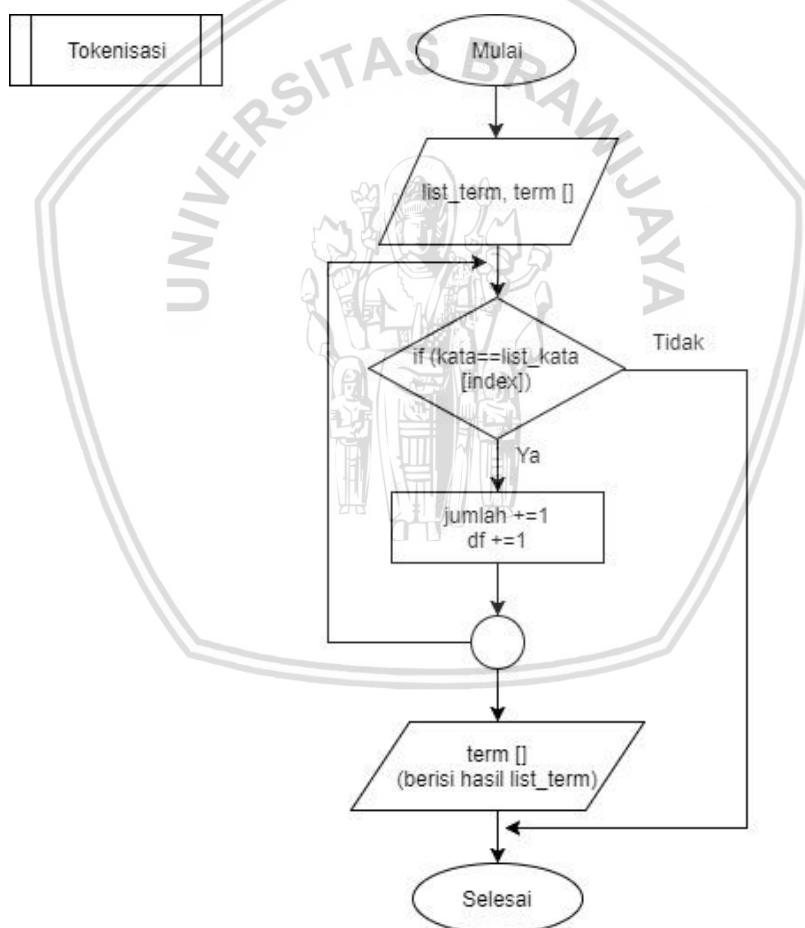 Tokenisasi
Mulai
UNIVERSITAS BRAWIJAYA
list_term, term []
if (kata==list_kata
[index])
Tidak
Ya
jumlah +=1
df +=1
term []
(berisi hasil list_term)
Selesai